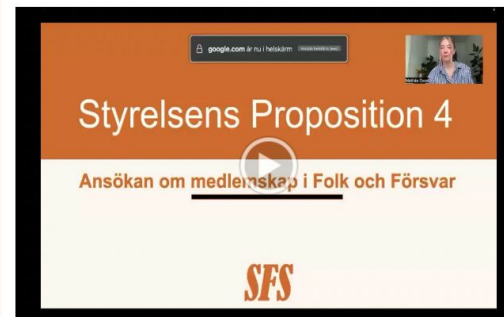 google.com är nu i helskärm
Styrelsens Proposition 4
Ansökan om medlemskap i Folk och Försvar
SFS